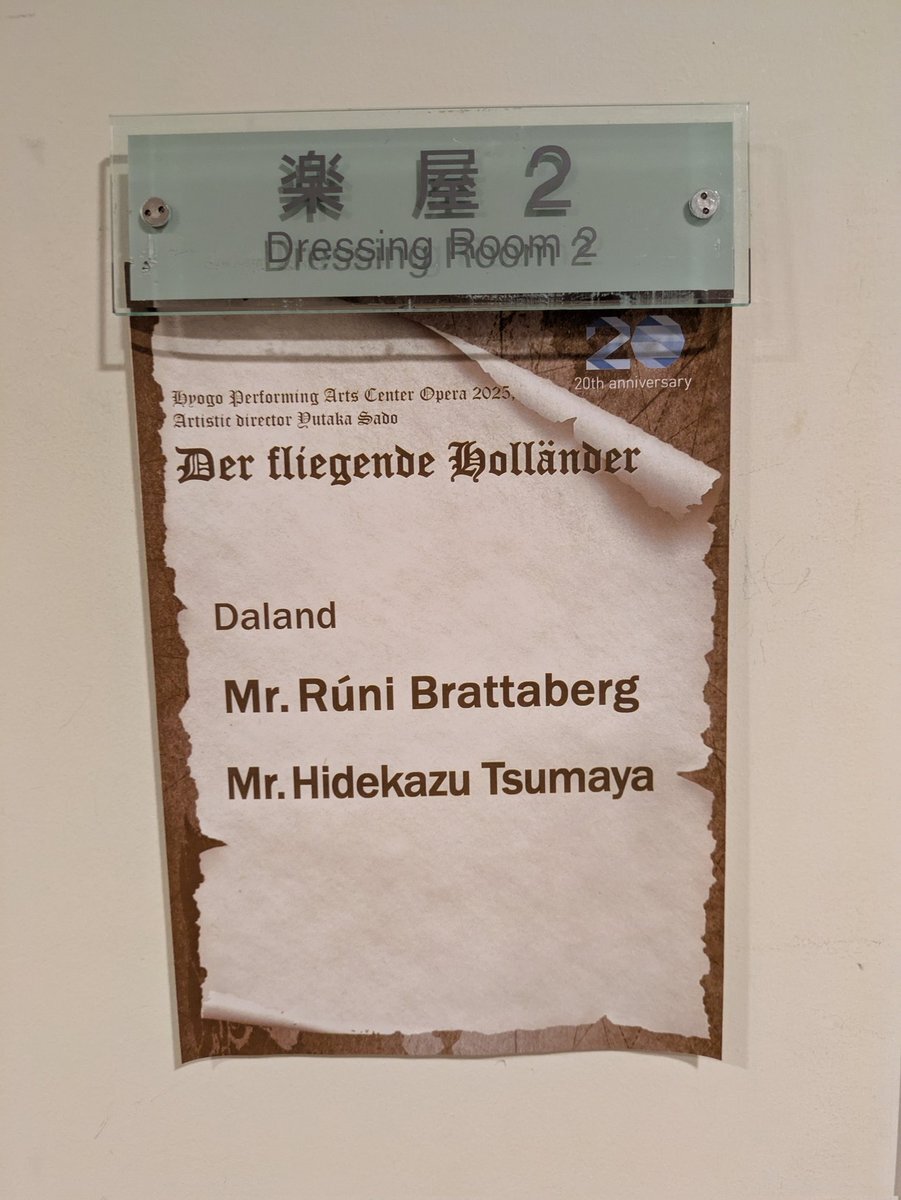 楽屋2
Dressing Room 2
20
20th anniversary
Hyogo Performing Arts Center Opera 2025,
Artistic director Yutaka Sado
Der fliegende Holländer
Daland
Mr. Rúni Brattaberg
Mr. Hidekazu Tsumaya